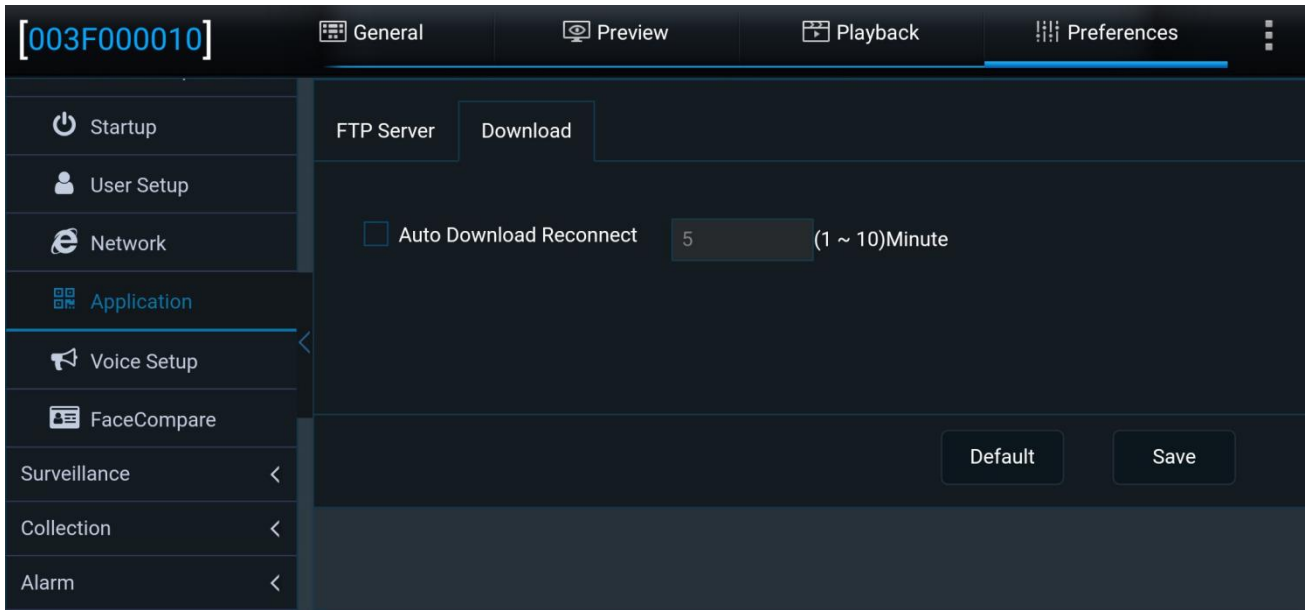 [003F000010]
General
Preview
Playback
Preferences
Startup
User Setup
Network
Application
Voice Setup
FaceCompare
Surveillance
Collection
Alarm
FTP Server
Download
Auto Download Reconnect 5 (1 ~ 10)Minute
Default
Save